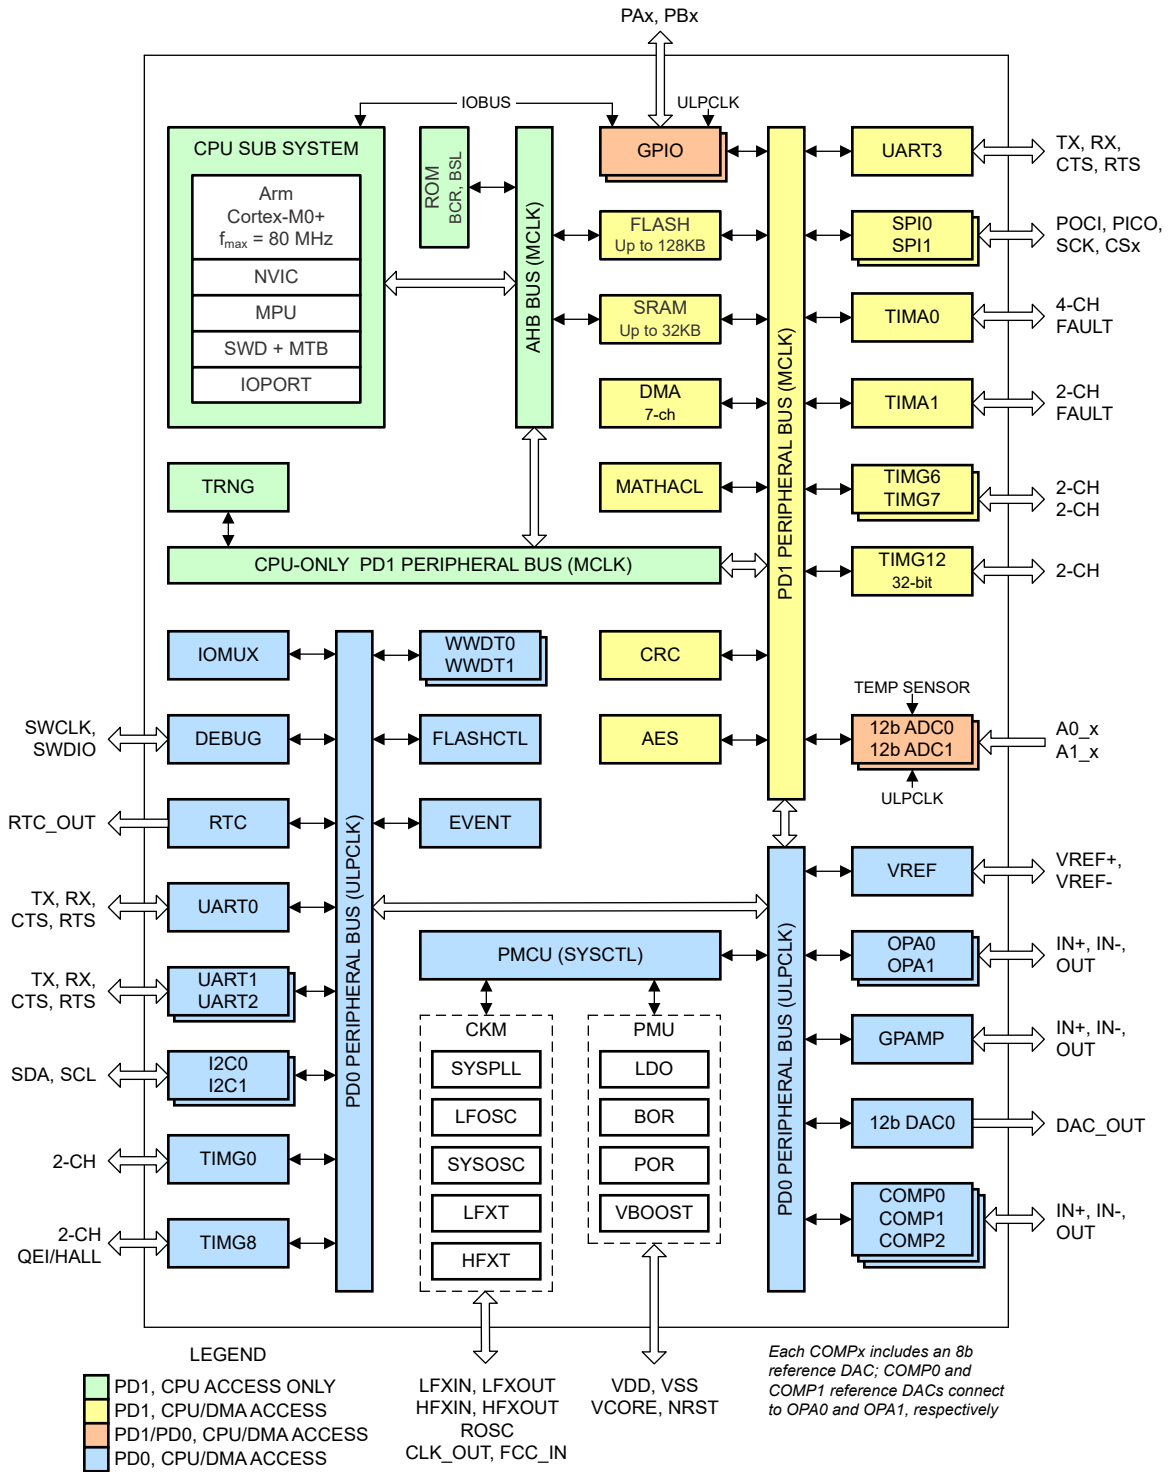 PAx, PBx
IOBUS
ULPCLK
CPU SUB SYSTEM
Arm
Cortex-M0+
fmax = 80 MHz
NVIC
MPU
SWD + MTB
IOPORT
ROM
BCR, BSL
AHB BUS (MCLK)
GPIO
FLASH
Up to 128KB
SRAM
Up to 32KB
DMA
7-ch
MATHACL
PD1 PERIPHERAL BUS (MCLK)
UART3
TX, RX,
CTS, RTS
SPI0
SPI1
POCI, PICO,
SCK, CSx
TIMA0
4-CH
FAULT
TIMA1
2-CH
FAULT
TIMG6
TIMG7
2-CH
2-CH
TIMG12
32-bit
2-CH
TRNG
CPU-ONLY PD1 PERIPHERAL BUS (MCLK)
IOMUX
WWDT0
WWDT1
CRC
TEMP SENSOR
SWCLK,
SWDIO
DEBUG
FLASHCTL
AES
12b ADC0
12b ADC1
A0_x
A1_x
ULPCLK
RTC_OUT
RTC
EVENT
PD0 PERIPHERAL BUS (ULPCLK)
VREF
VREF+,
VREF-
TX, RX,
CTS, RTS
UART0
PMCU (SYSCTL)
PD0 PERIPHERAL BUS (ULPCLK)
OPA0
OPA1
IN+, IN-,
OUT
TX, RX,
CTS, RTS
UART1
UART2
CKM
SYSPLL
LFOSC
SYSOSC
LFXT
HFXT
PMU
LDO
BOR
POR
VBOOST
GPAMP
IN+, IN-,
OUT
SDA, SCL
I2C0
I2C1
12b DAC0
DAC_OUT
2-CH
TIMG0
COMP0
COMP1
COMP2
IN+, IN-,
OUT
2-CH
QEI/HALL
TIMG8
LEGEND
PD1, CPU ACCESS ONLY
PD1, CPU/DMA ACCESS
PD1/PD0, CPU/DMA ACCESS
PD0, CPU/DMA ACCESS
LFXIN, LFXOUT
HFXIN, HFXOUT
ROSC
CLK_OUT, FCC_IN
VDD, VSS
VCORE, NRST
Each COMPx includes an 8b
reference DAC; COMP0 and
COMP1 reference DACs connect
to OPA0 and OPA1, respectively